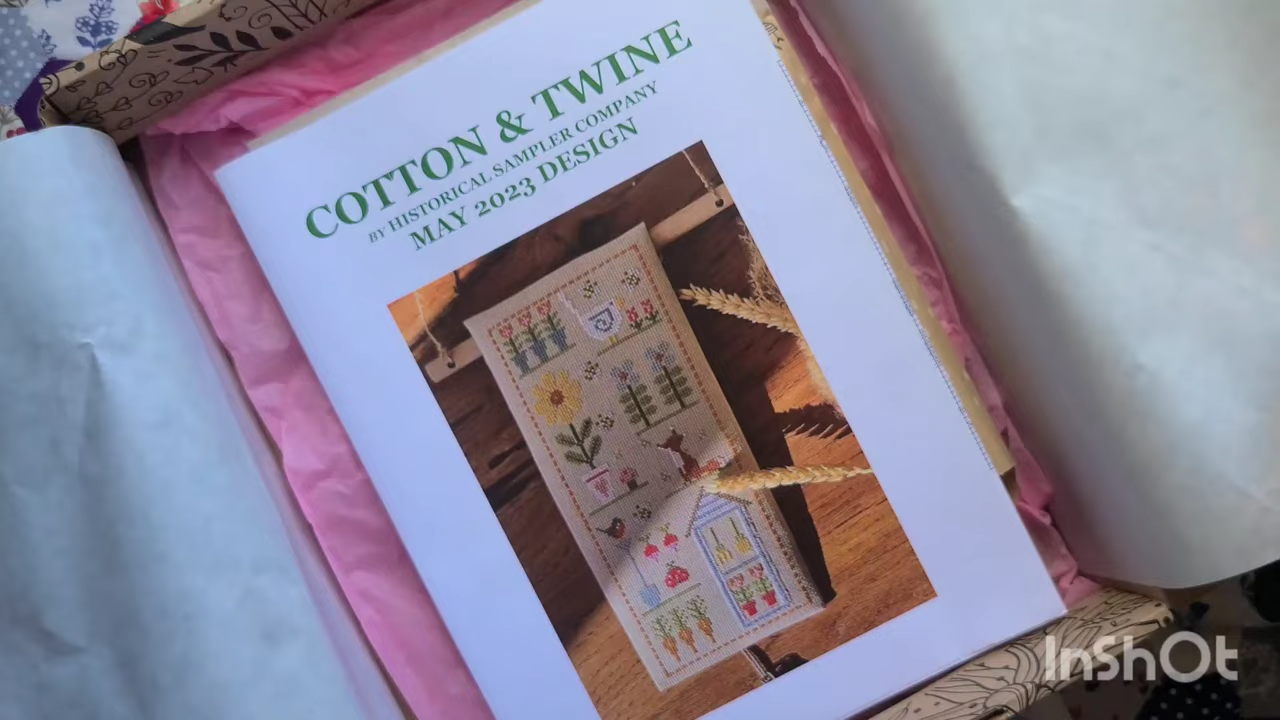 COTTON & TWINE
BY HISTORICAL SAMPLER COMPANY
MAY 2023 DESIGN
InShOt